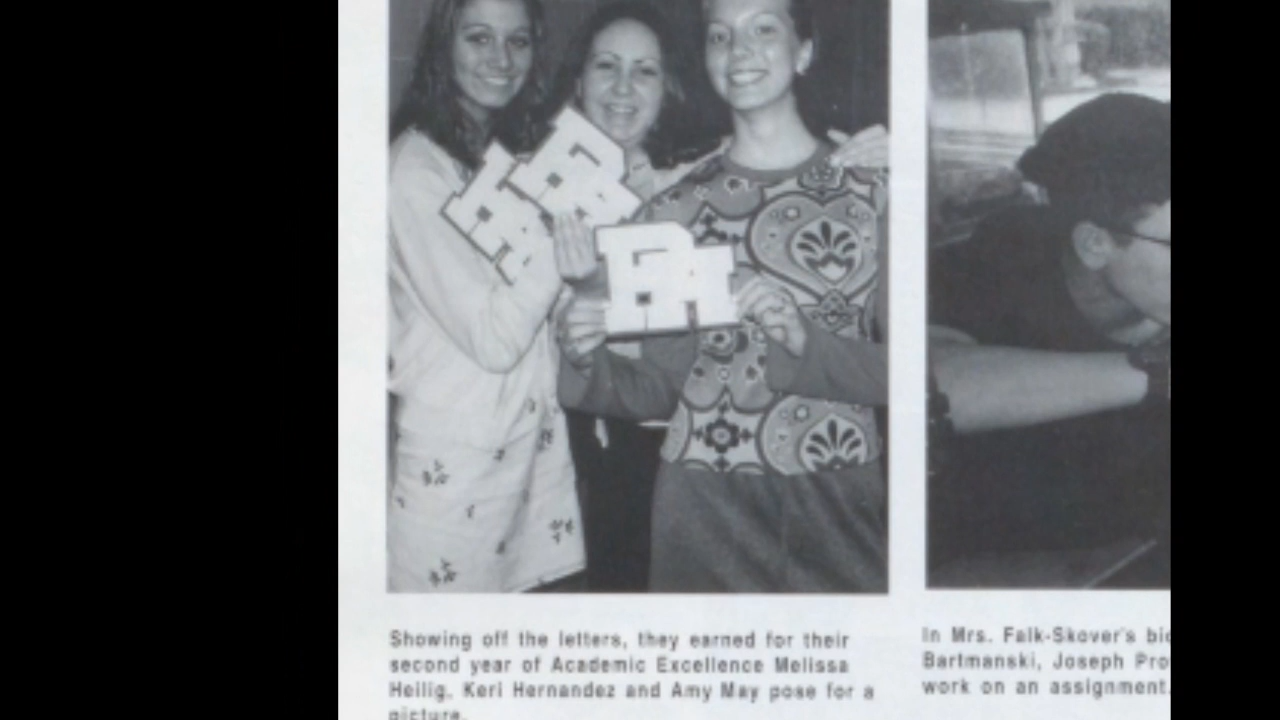 Showing off the letters, they earned for their
second year of Academic Excellence Melissa
Heilig, Keri Hernandez and Amy May pose for a
picture.
In Mrs. Falk-Skover's
Bartmanski, Joseph
work on an assignment.